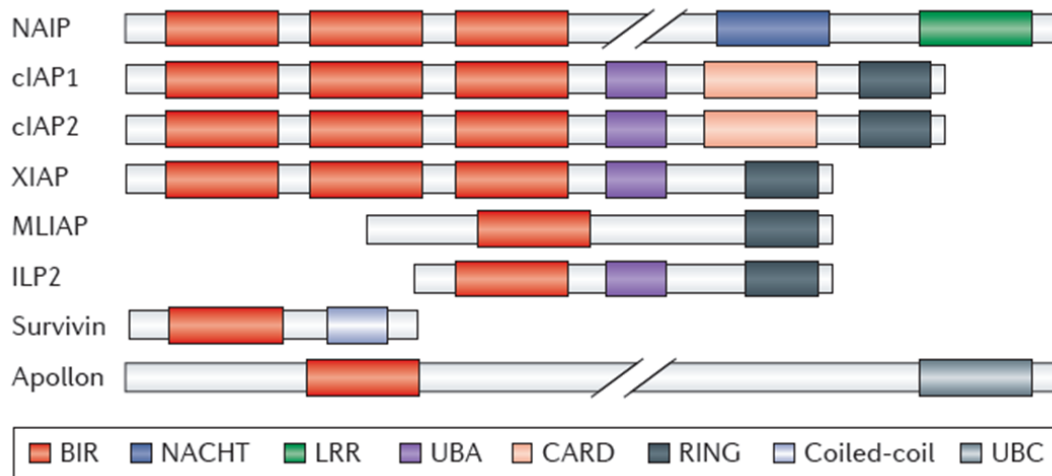 NAIP
cIAP1
cIAP2
XIAP
MLIAP
ILP2
Survivin
Apollon
BIR NACHT LRR UBA CARD RING Coiled-coil UBC